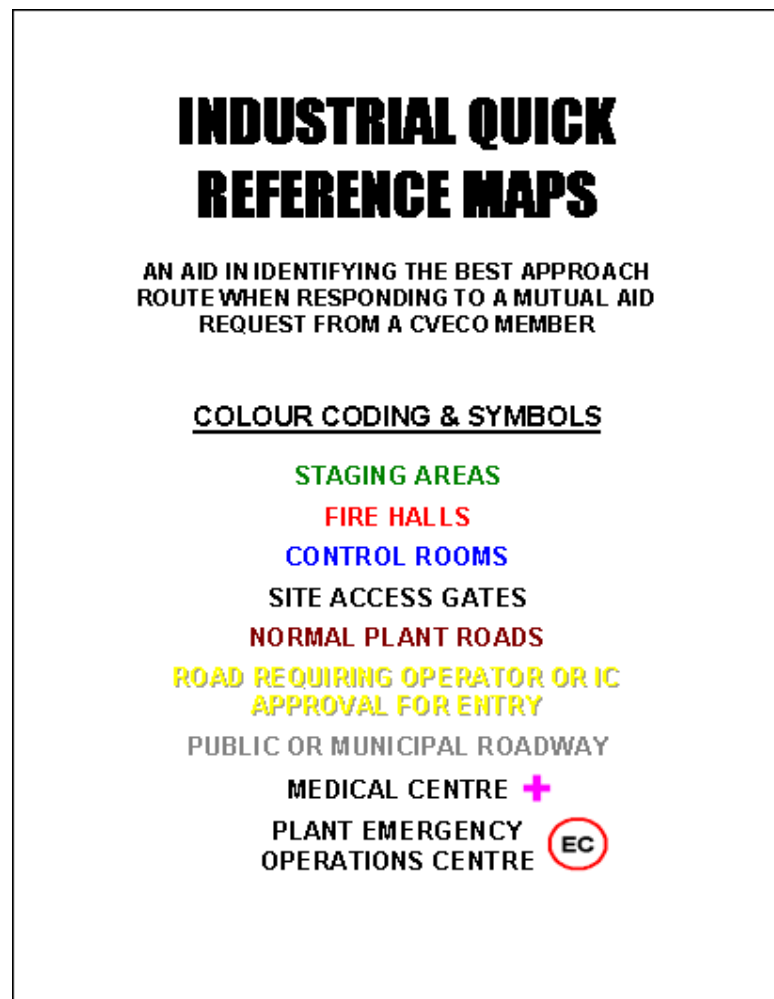 INDUSTRIAL QUICK
REFERENCE MAPS
AN AID IN IDENTIFYING THE BEST APPROACH
ROUTE WHEN RESPONDING TO A MUTUAL AID
REQUEST FROM A CVECO MEMBER
COLOUR CODING & SYMBOLS
STAGING AREAS
FIRE HALLS
CONTROL ROOMS
SITE ACCESS GATES
NORMAL PLANT ROADS
ROAD REQUIRING OPERATOR OR IC
APPROVAL FOR ENTRY
PUBLIC OR MUNICIPAL ROADWAY
MEDICAL CENTRE
PLANT EMERGENCY
OPERATIONS CENTRE
EC